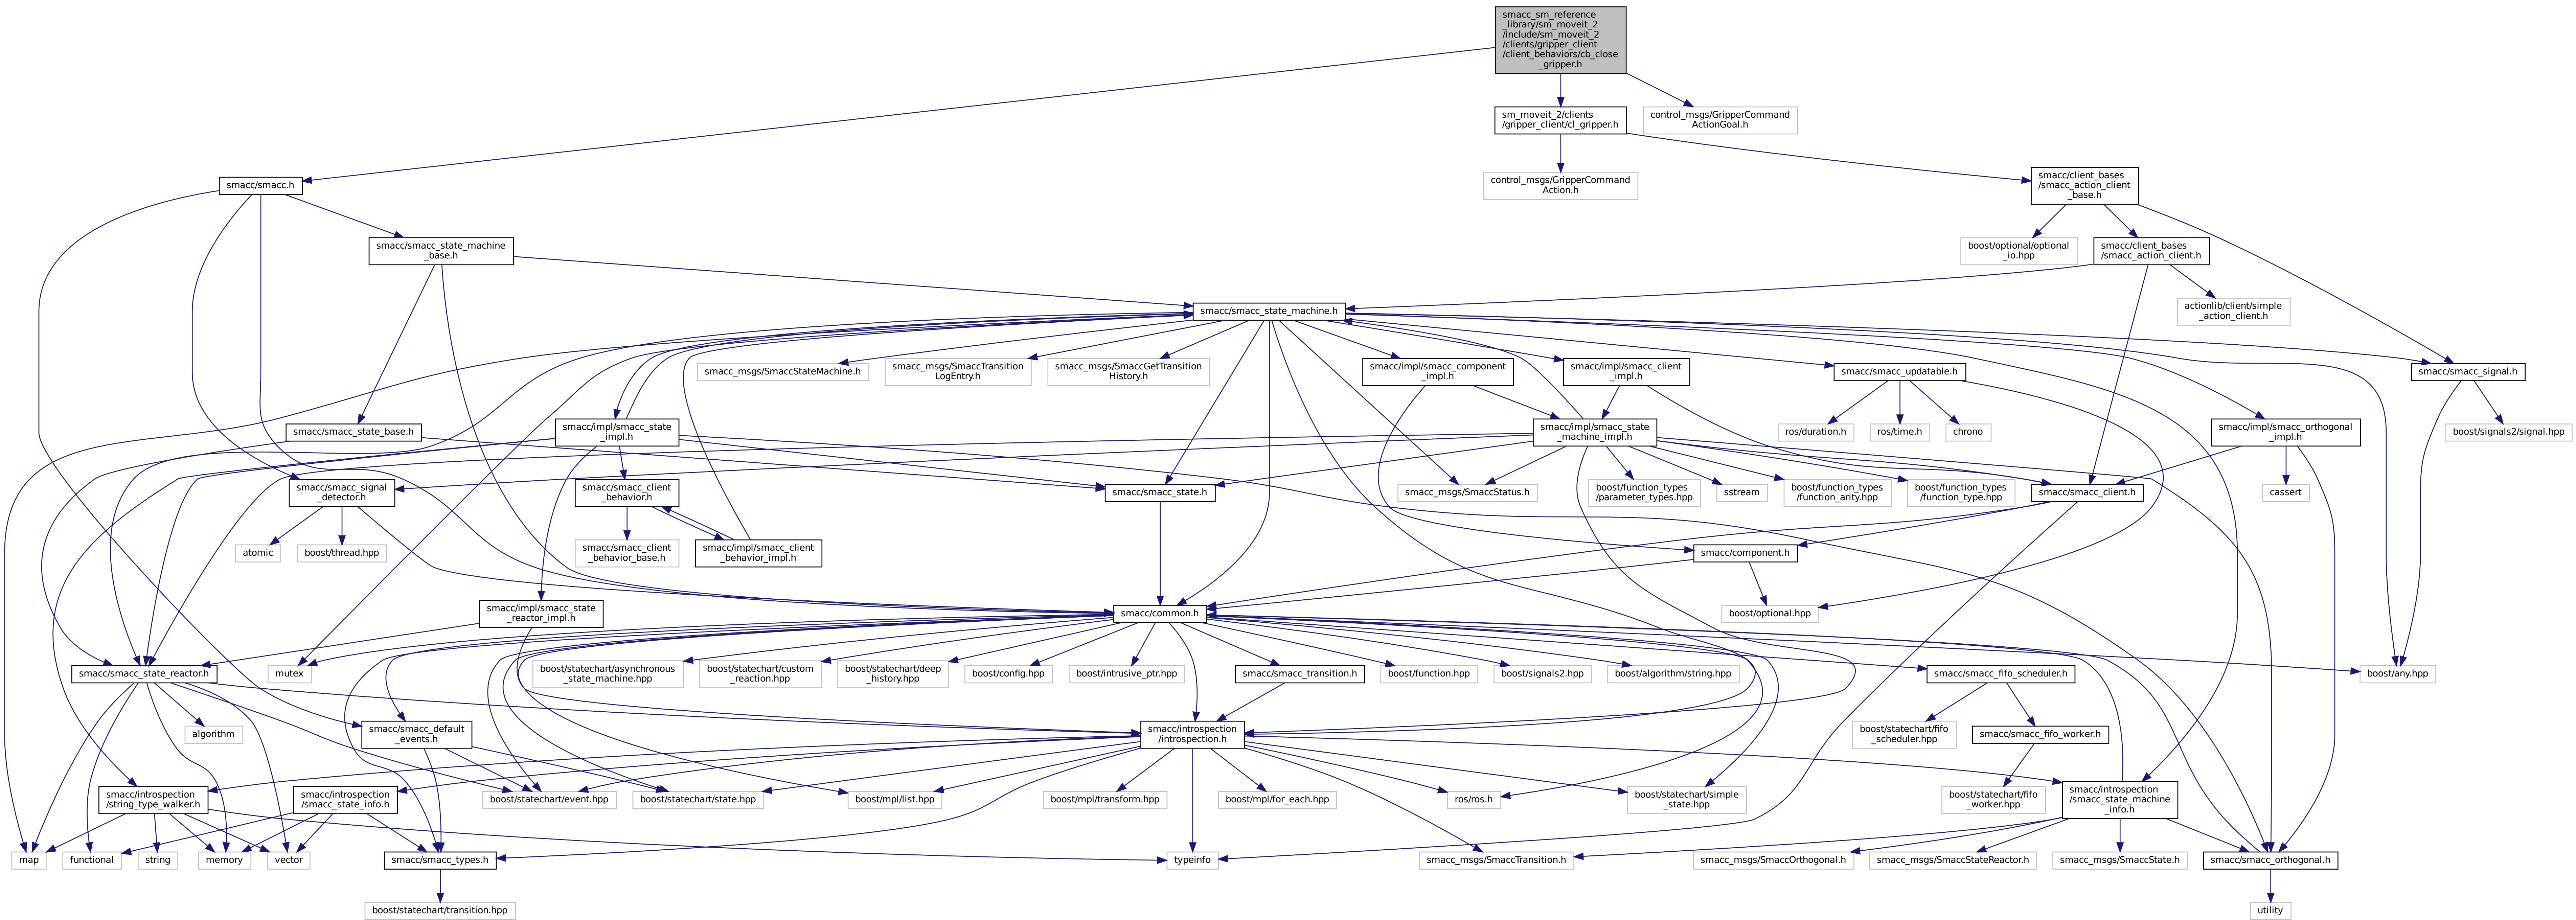 smacc_sm_reference
_library/sm_moveit_2
/include/sm_moveit_2
/clients/gripper_client
/client_behaviors/cb_close
_gripper.h
sm_moveit_2/clients
/gripper_client/cl_gripper.h
control_msgs/GripperCommand
ActionGoal.h
smacc/smacc.h
control_msgs/GripperCommand
Action.h
smacc/client_bases
/smacc_action_client
_base.h
smacc/smacc_state_machine
_base.h
boost/optional/optional
_io.hpp
smacc/client_bases
/smacc_action_client.h
smacc/smacc_state_machine.h
actionlib/client/simple
_action_client.h
smacc_msgs/SmaccStateMachine.h
smacc_msgs/SmaccTransition
LogEntry.h
smacc_msgs/SmaccGetTransition
History.h
smacc/impl/smacc_component
_impl.h
smacc/impl/smacc_client
_impl.h
smacc/smacc_updatable.h
smacc/smacc_signal.h
smacc/smacc_state_base.h
smacc/impl/smacc_state
_impl.h
smacc/impl/smacc_state
_machine_impl.h
ros/duration.h
ros/time.h
chrono
smacc/impl/smacc_orthogonal
_impl.h
boost/signals2/signal.hpp
smacc/smacc_signal
_detector.h
smacc/smacc_client
_behavior.h
smacc/smacc_state.h
smacc_msgs/SmaccStatus.h
boost/function_types
/parameter_types.hpp
sstream
boost/function_types
/function_arity.hpp
boost/function_types
/function_type.hpp
smacc/smacc_client.h
cassert
atomic
boost/thread.hpp
smacc/smacc_client
_behavior_base.h
smacc/impl/smacc_client
_behavior_impl.h
smacc/component.h
smacc/impl/smacc_state
_reactor_impl.h
smacc/common.h
boost/optional.hpp
smacc/smacc_state_reactor.h
mutex
boost/statechart/asynchronous
_state_machine.hpp
boost/statechart/custom
_reaction.hpp
boost/statechart/deep
_history.hpp
boost/config.hpp
boost/intrusive_ptr.hpp
smacc/smacc_transition.h
boost/function.hpp
boost/signals2.hpp
boost/algorithm/string.hpp
smacc/smacc_fifo_scheduler.h
boost/any.hpp
algorithm
smacc/smacc_default
_events.h
smacc/introspection
/introspection.h
boost/statechart/fifo
_scheduler.hpp
smacc/smacc_fifo_worker.h
smacc/introspection
/string_type_walker.h
smacc/introspection
/smacc_state_info.h
boost/statechart/event.hpp
boost/statechart/state.hpp
boost/mpl/list.hpp
boost/mpl/transform.hpp
boost/mpl/for_each.hpp
ros/ros.h
boost/statechart/simple
_state.hpp
boost/statechart/fifo
_worker.hpp
smacc/introspection
/smacc_state_machine
_info.h
map
functional
string
memory
vector
smacc/smacc_types.h
typeinfo
smacc_msgs/SmaccTransition.h
smacc_msgs/SmaccOrthogonal.h
smacc_msgs/SmaccStateReactor.h
smacc_msgs/SmaccState.h
smacc/smacc_orthogonal.h
boost/statechart/transition.hpp
utility